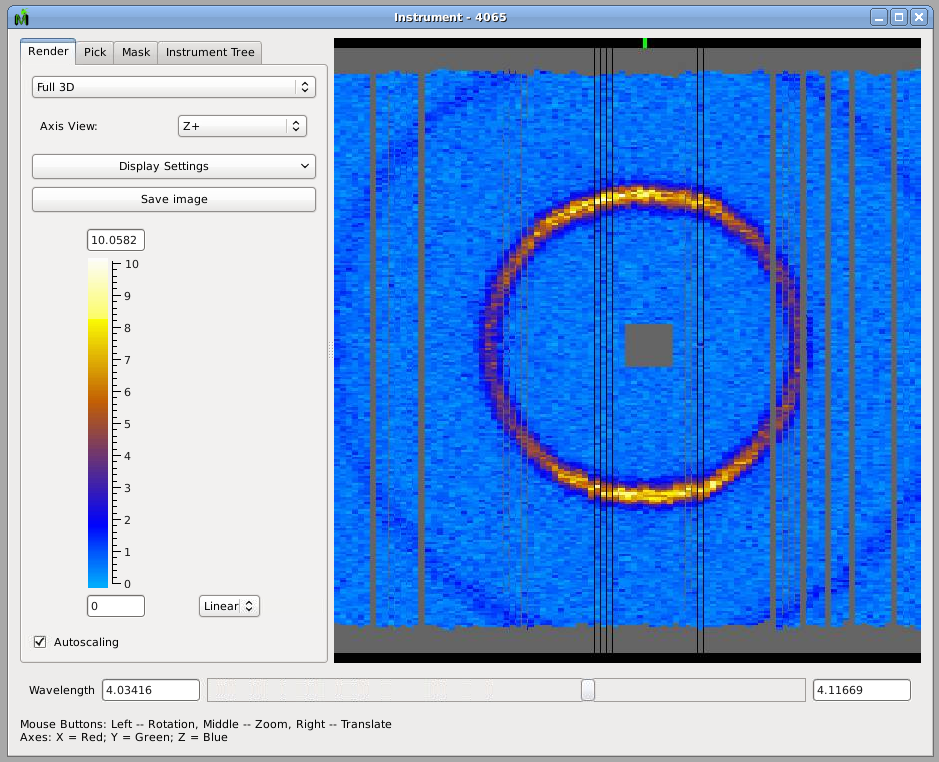 Instrument - 4065
Render Pick Mask Instrument Tree
Full 3D
Axis View: Z+
Display Settings
Save image
10.0582
10
9
8
7
6
5
4
3
2
1
0
0 Linear
Autoscaling
Wavelength 4.03416 4.11669
Mouse Buttons: Left -- Rotation, Middle -- Zoom, Right -- Translate
Axes: X = Red; Y = Green; Z = Blue